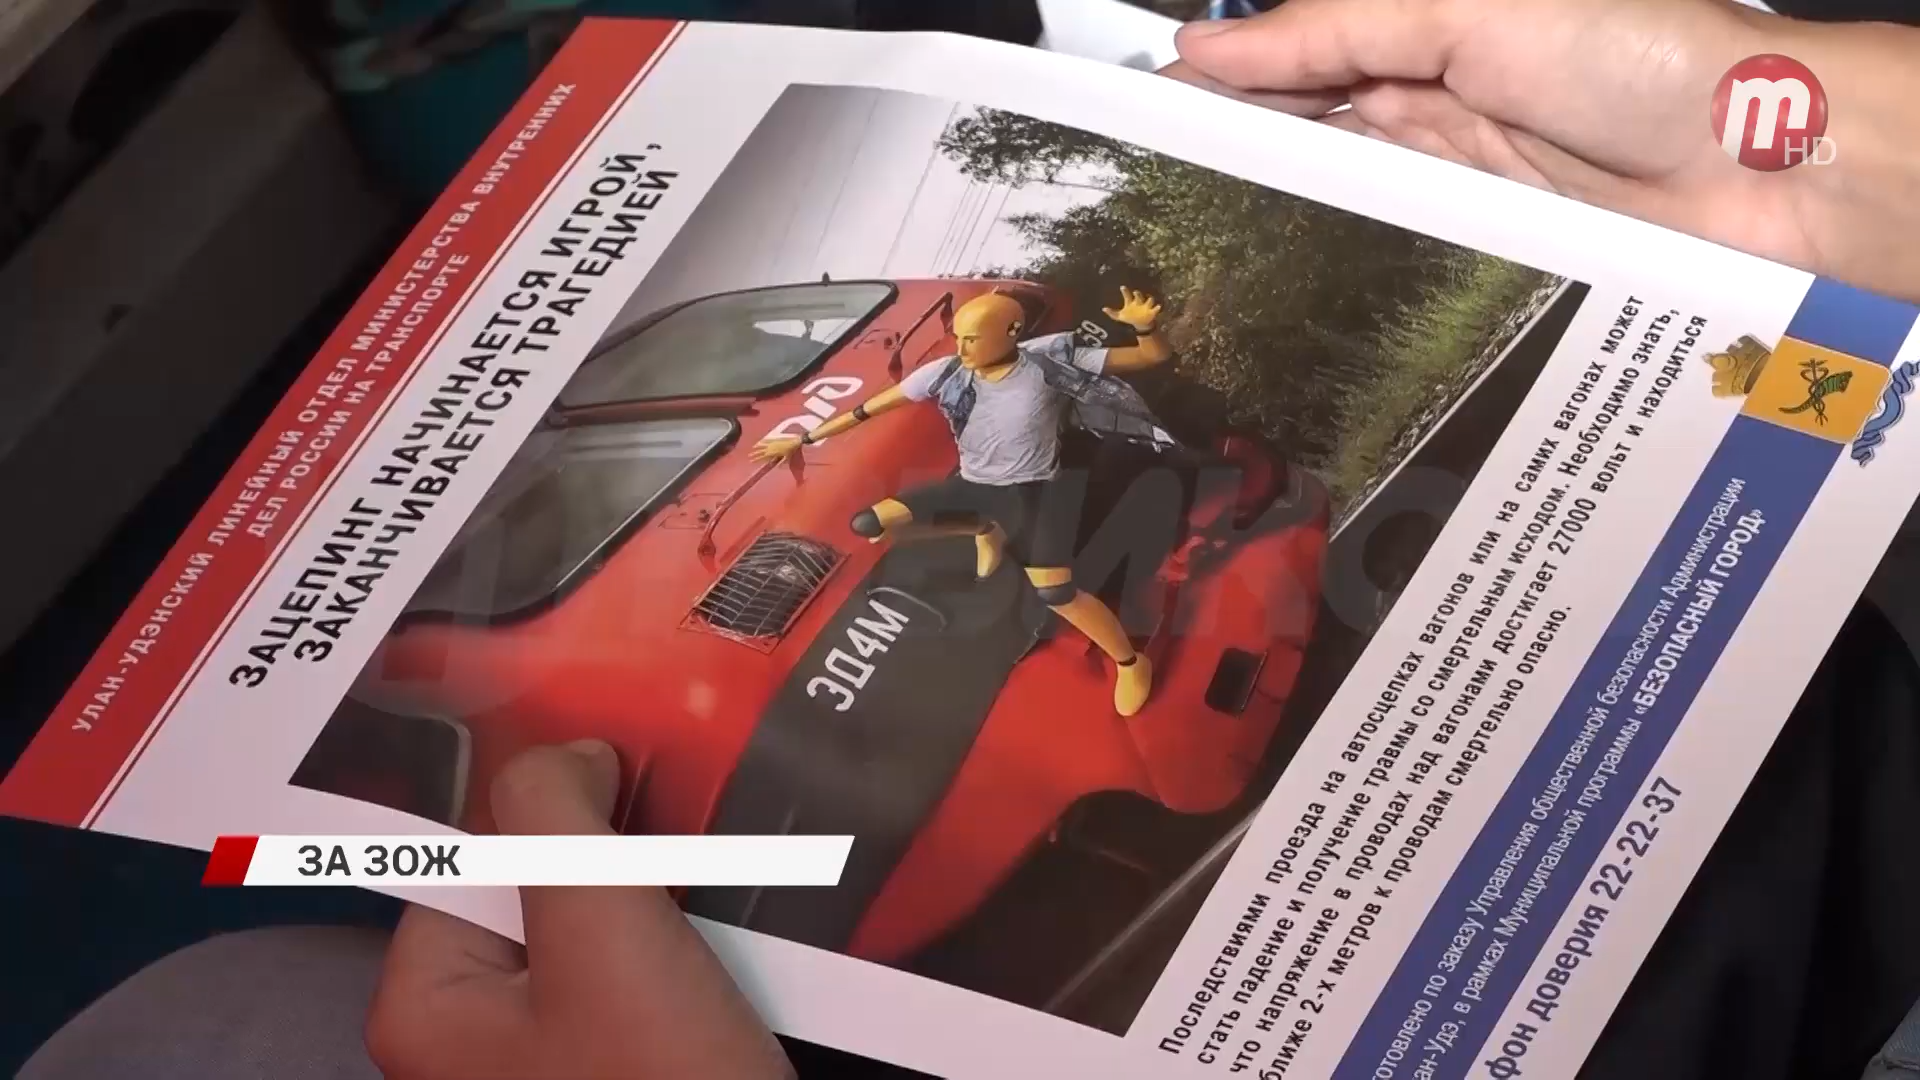 m HD
УЛАН-УДЭНСКИЙ ЛИНЕЙНЫЙ ОТДЕЛ МИНИСТЕРСТВА ВНУТРЕННИХ
ДЕЛ РОССИИ НА ТРАНСПОРТЕ
ЗАЦЕПИНГ НАЧИНАЕТСЯ ИГРОЙ,
ЗАКАНЧИВАЕТСЯ ТРАГЕДИЕЙ
59
ЭД4М
Последствиями проезда на автосцепках вагонов или на самих вагонах может
стать падение и получение травмы со смертельным исходом. Необходимо знать,
что напряжение в проводах над вагонами достигает 27000 вольт и находиться
ближе 2-х метров к проводам смертельно опасно.
готовлено по заказу Управления общественной безопасности Администрации
ан-Удэ, в рамках Муниципальной программы «БЕЗОПАСНЫЙ ГОРОД»
фон доверия 22-22-37
ЗА ЗОЖ